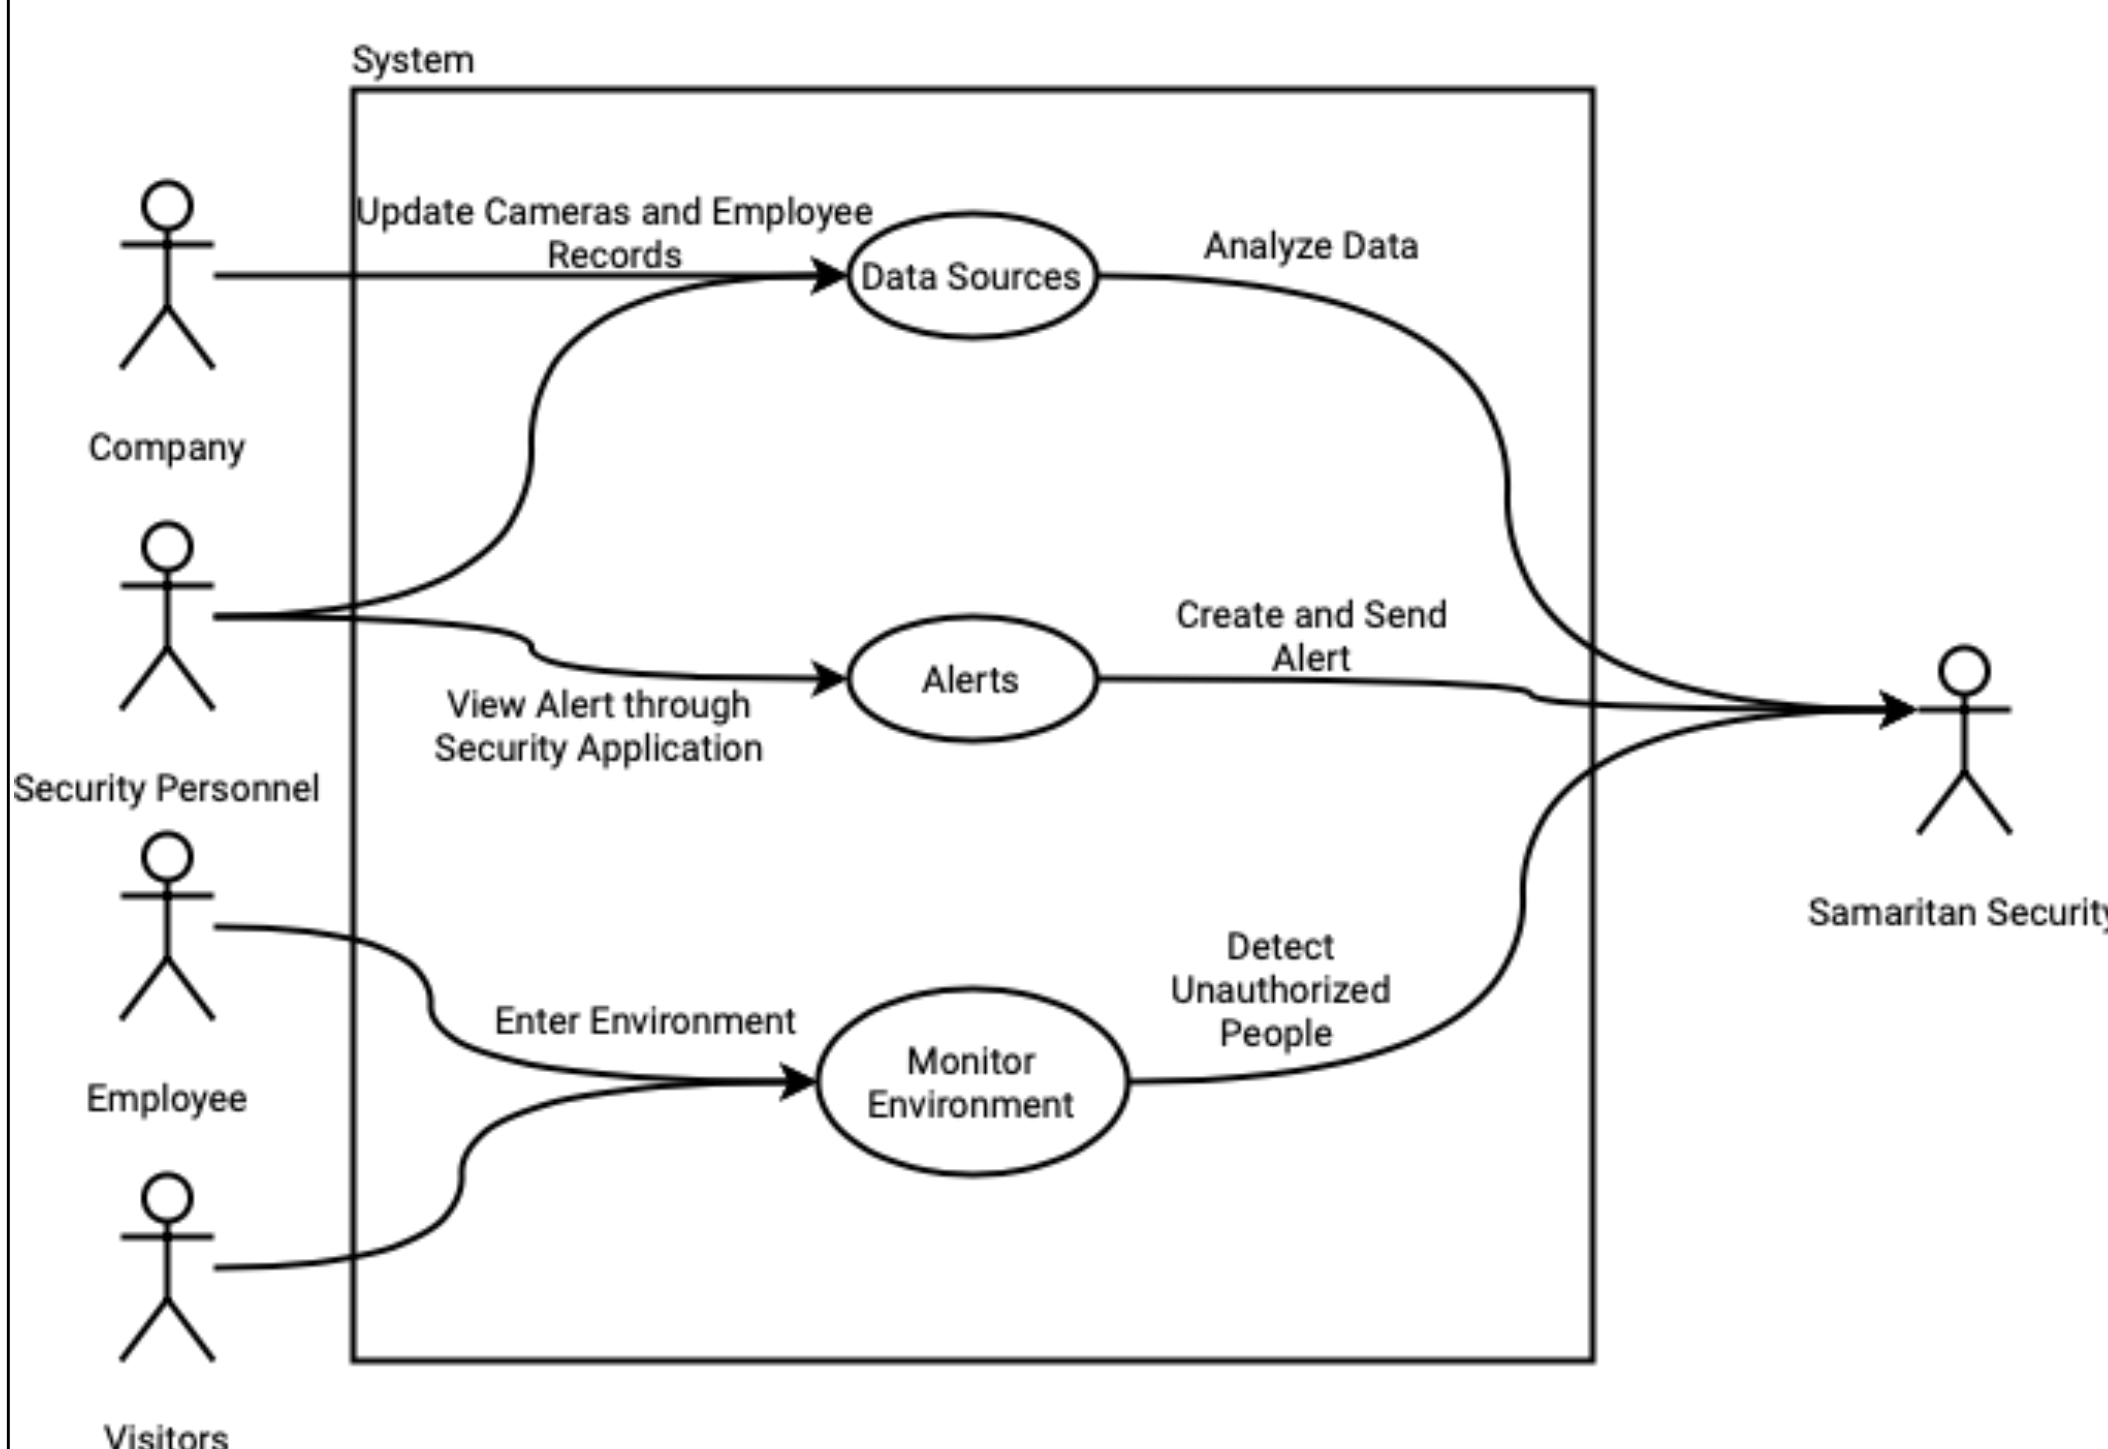 System
Update Cameras and Employee
Records
Data Sources
Analyze Data
Company
Create and Send
Alert
Alerts
View Alert through
Security Application
Security Personnel
Samaritan Security
Detect
Unauthorized
People
Enter Environment
Monitor
Environment
Employee
Visitors